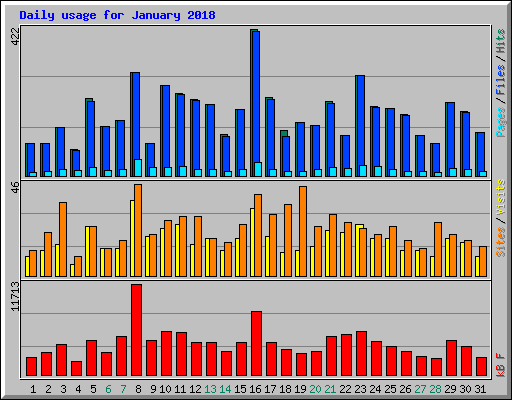 Daily usage for January 2018
422
Pages / Files / Hits
46
Sites / Visits
11713
kB F
1 2 3 4 5 6 7 8 9 10 11 12 13 14 15 16 17 18 19 20 21 22 23 24 25 26 27 28 29 30 31